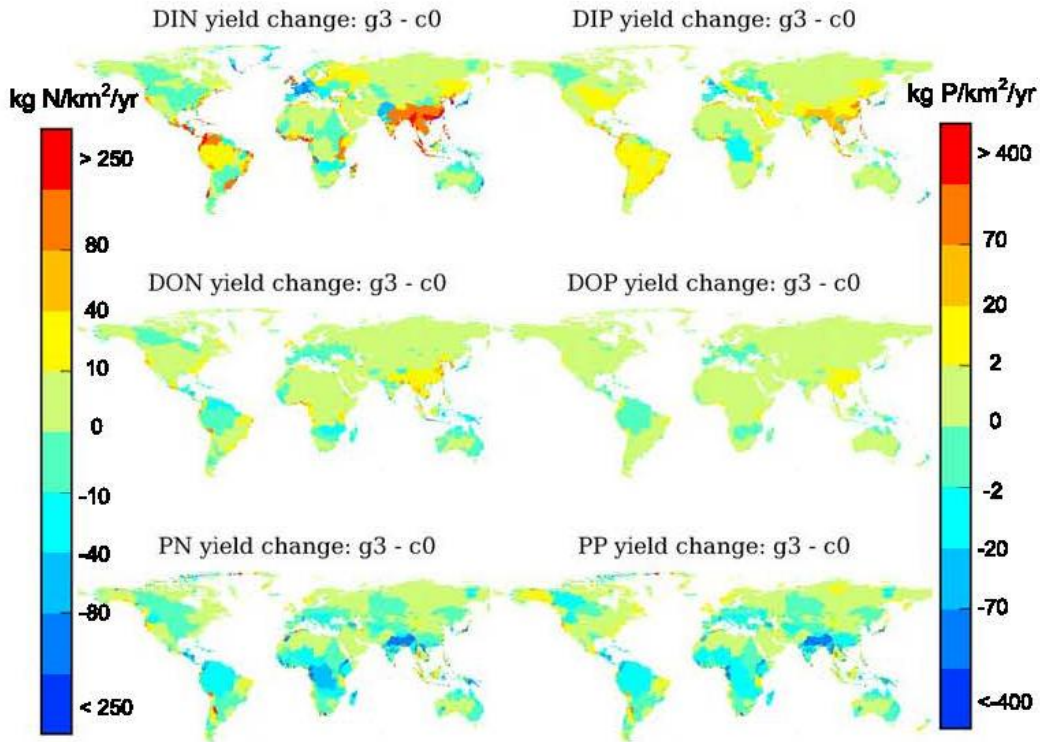 DIN yield change: g3 - c0
DIP yield change: g3 - c0
kg N/km²/yr
kg P/km²/yr
> 250
80
40
10
0
-10
-40
-80
< 250
> 400
70
20
2
0
-2
-20
-70
<-400
DON yield change: g3 - c0
DOP yield change: g3 - c0
PN yield change: g3 - c0
PP yield change: g3 - c0